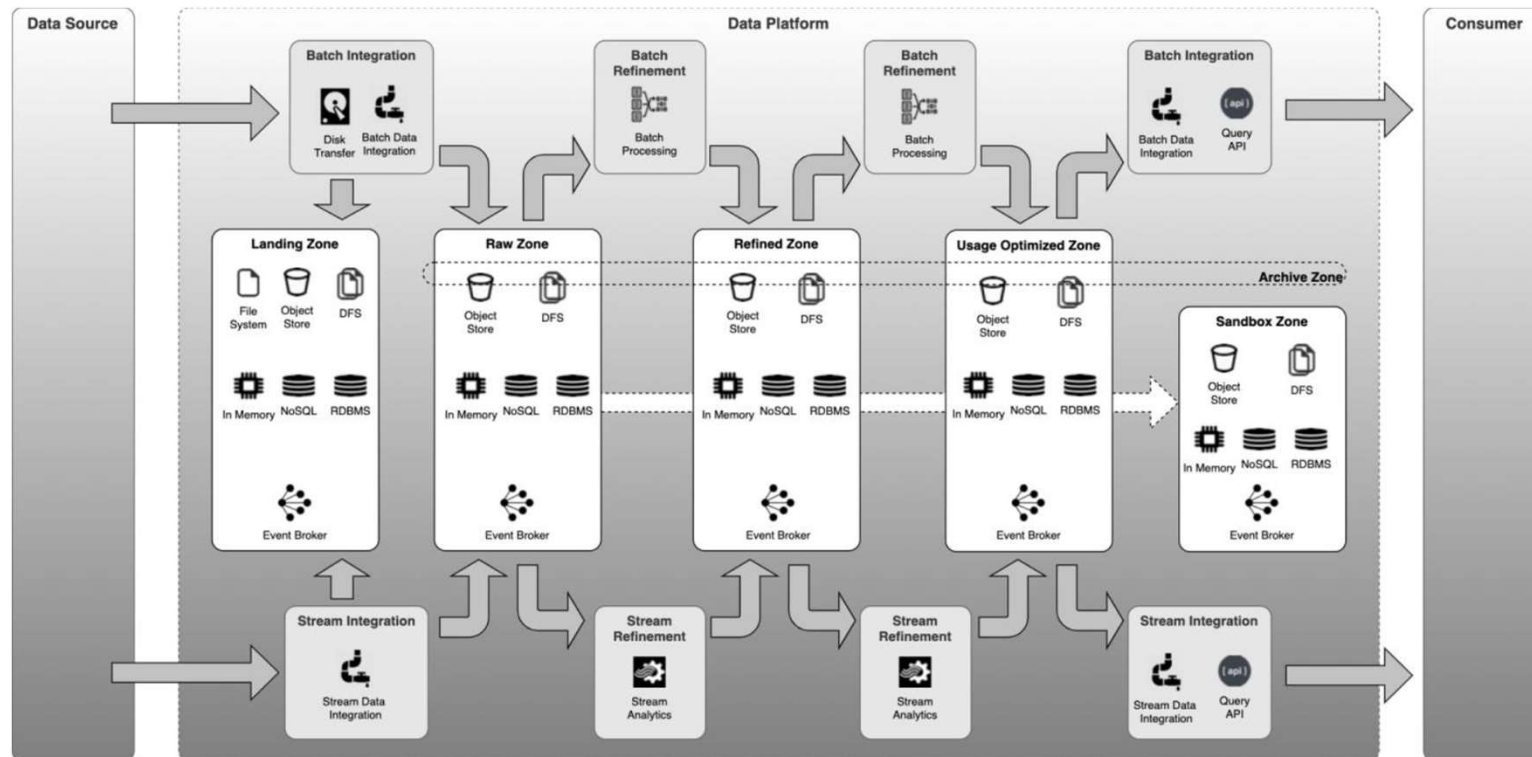 Data Source
Data Platform
Consumer
Batch Integration
Disk
Transfer
Batch Data
Integration
Batch
Refinement
Batch
Processing
Batch
Refinement
Batch
Processing
Batch Integration
Batch Data
Integration
{api}
Query
API
Landing Zone
File
System
Object
Store
DFS
In Memory
NoSQL
RDBMS
Event Broker
Raw Zone
Object
Store
DFS
In Memory
NoSQL
RDBMS
Event Broker
Refined Zone
Object
Store
DFS
In Memory
NoSQL
RDBMS
Event Broker
Usage Optimized Zone
Object
Store
DFS
In Memory
NoSQL
RDBMS
Event Broker
Archive Zone
Sandbox Zone
Object
Store
DFS
In Memory
NoSQL
RDBMS
Event Broker
Stream Integration
Stream Data
Integration
Stream
Refinement
Stream
Analytics
Stream
Refinement
Stream
Analytics
Stream Integration
Stream Data
Integration
{api}
Query
API